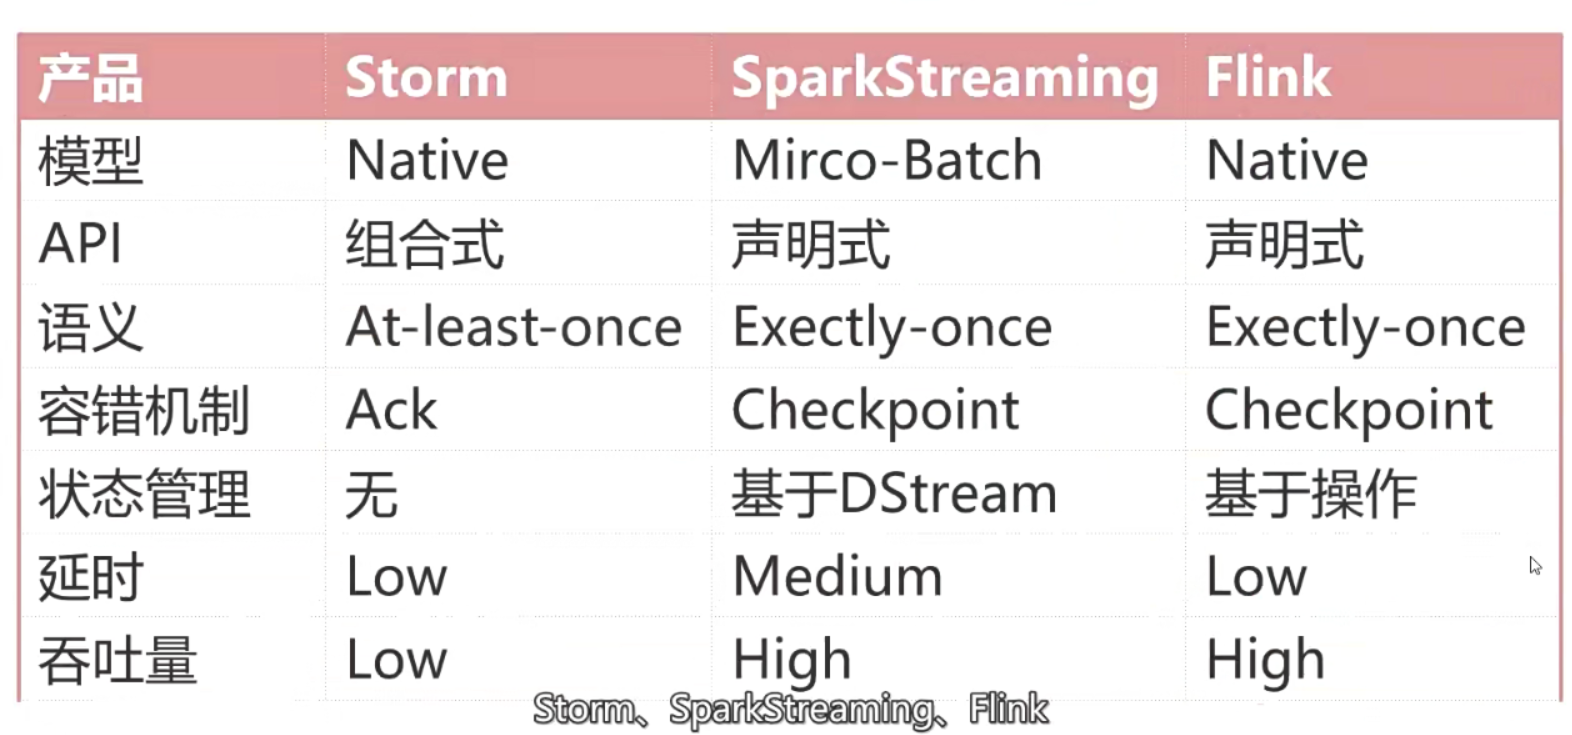 产品 Storm SparkStreaming Flink
模型 Native Mirco-Batch Native
API 组合式 声明式 声明式
语义 At-least-once Exectly-once Exectly-once
容错机制 Ack Checkpoint Checkpoint
状态管理 无 基于DStream 基于操作
延时 Low Medium Low
吞吐量 Low High High
Storm、SparkStreaming、Flink